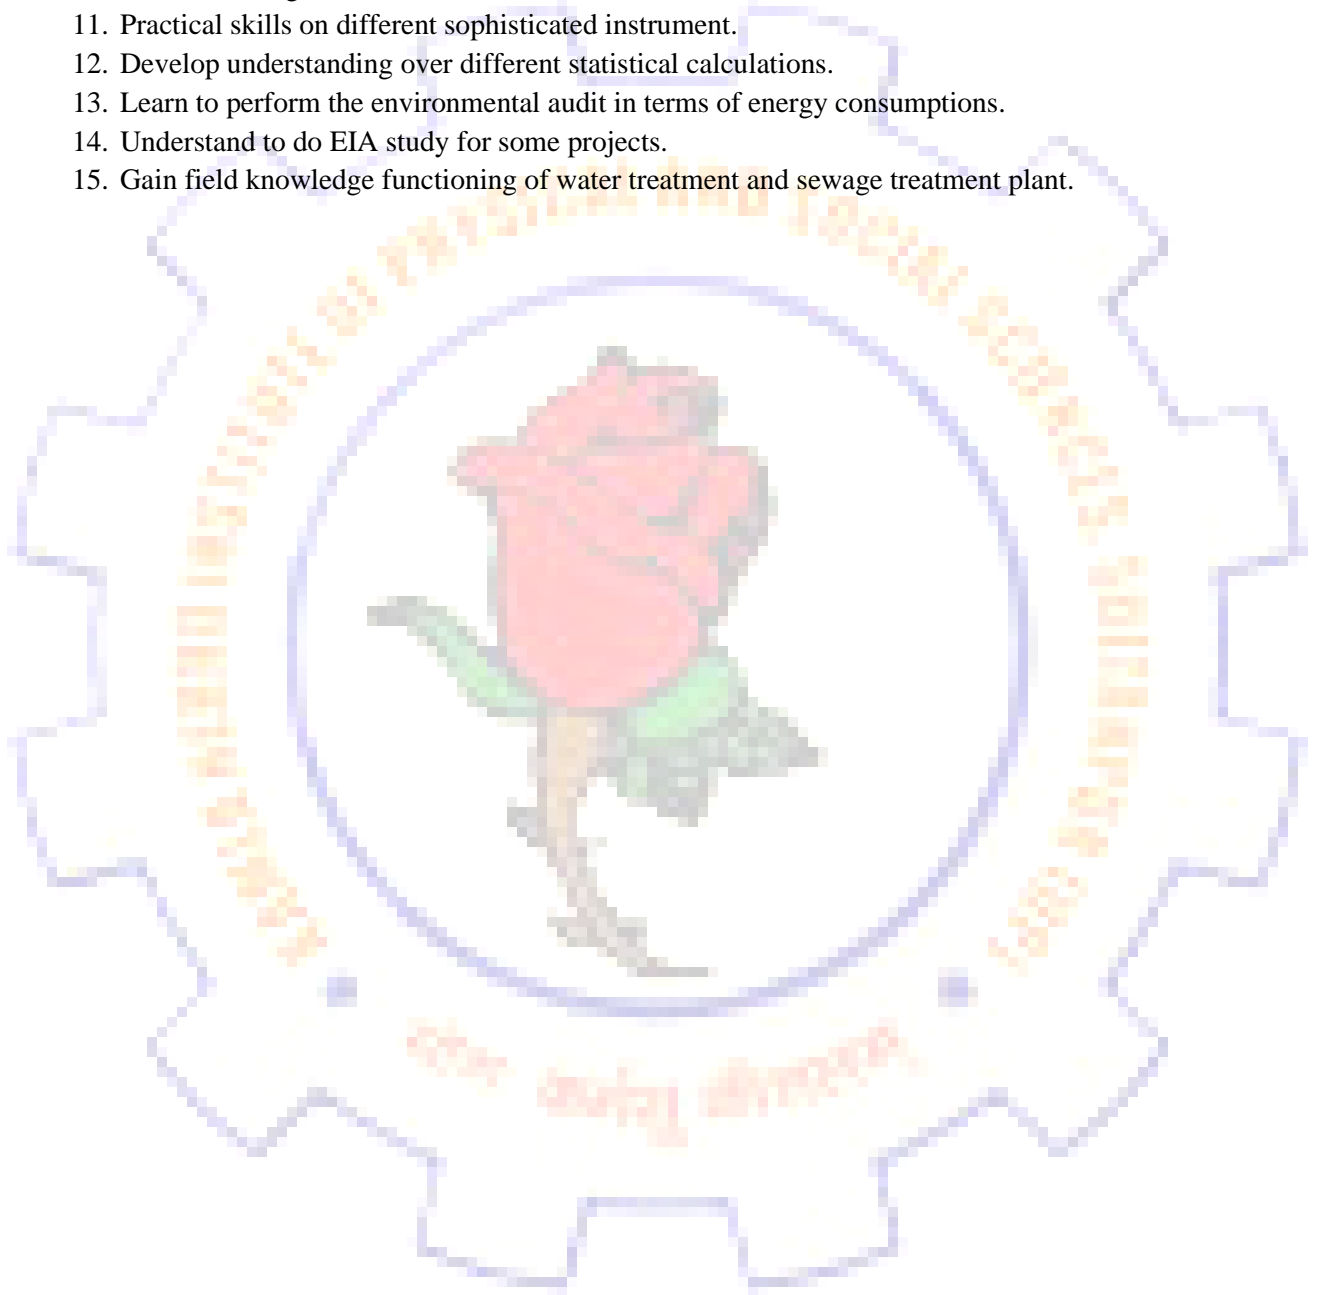 11. Practical skills on different sophisticated instrument.
12. Develop understanding over different statistical calculations.
13. Learn to perform the environmental audit in terms of energy consumptions.
14. Understand to do EIA study for some projects.
15. Gain field knowledge functioning of water treatment and sewage treatment plant.